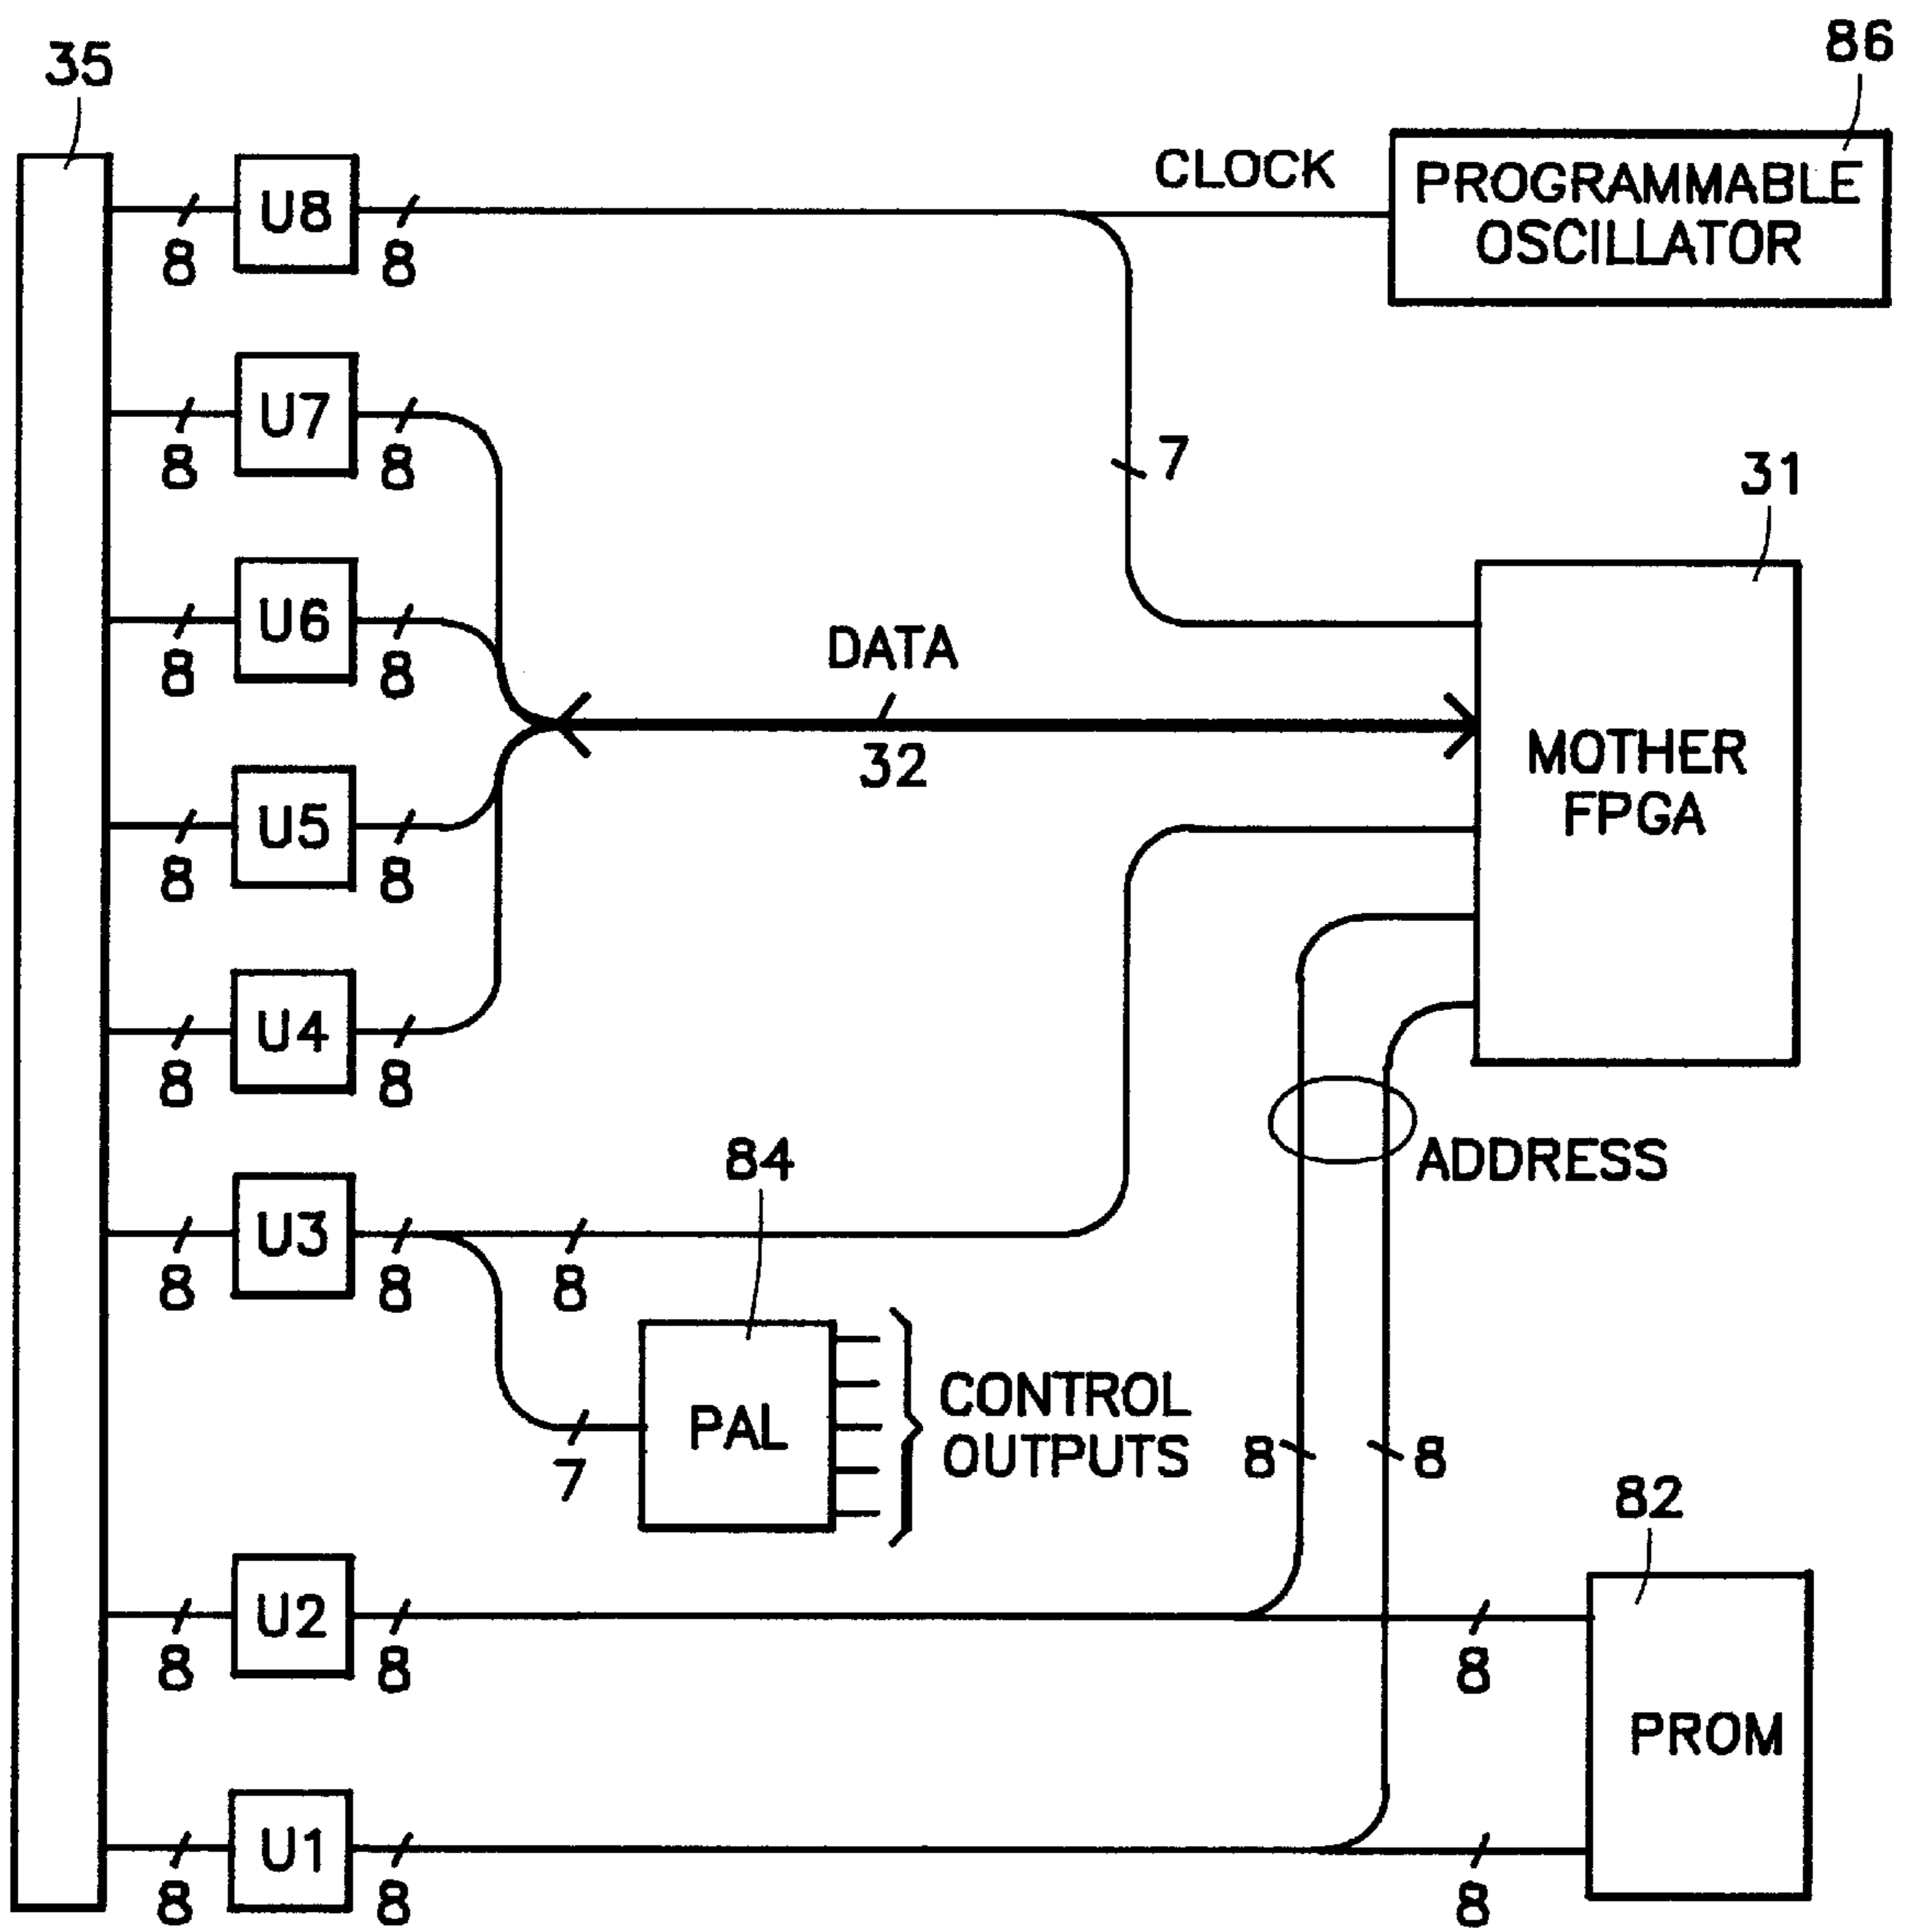 35
86
CLOCK
PROGRAMMABLE
OSCILLATOR
U8
8
8
U7
8
8
7
31
U6
8
8
DATA
32
MOTHER
FPGA
U5
8
8
U4
8
8
ADDRESS
84
U3
8
8
8
PAL
7
CONTROL
OUTPUTS
8
8
82
U2
8
8
8
PROM
U1
8
8
8